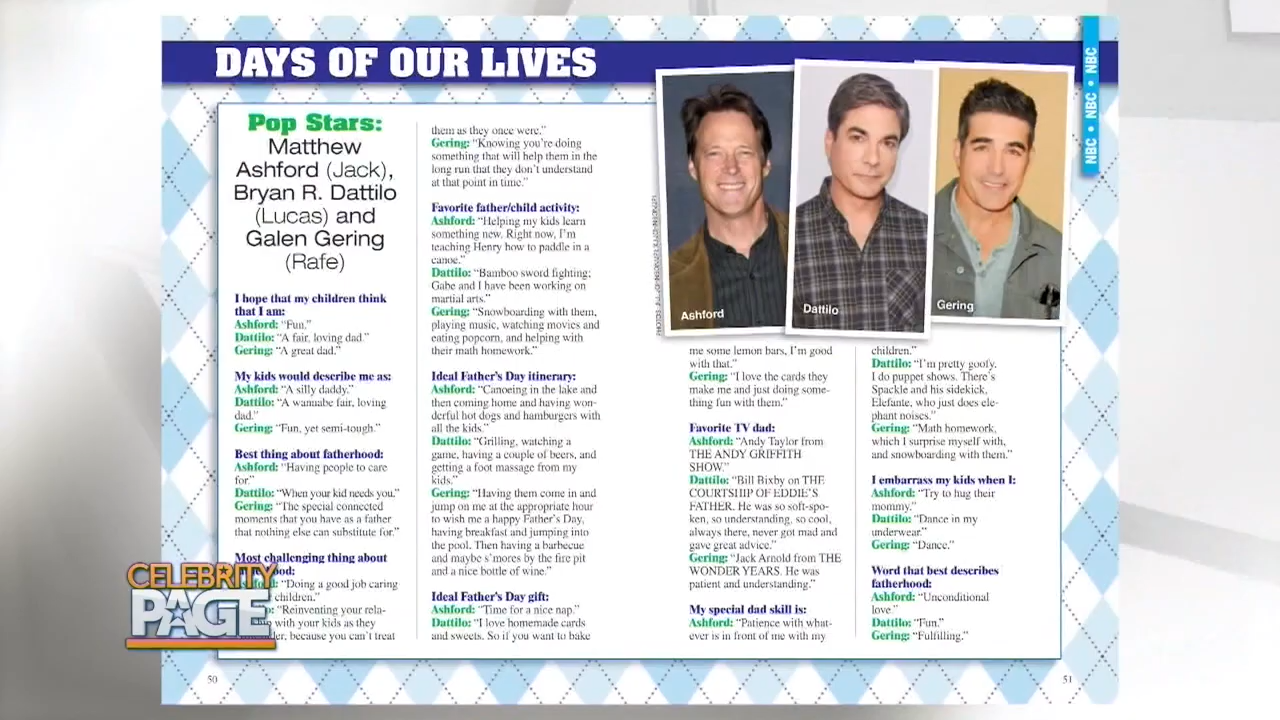 DAYS OF OUR LIVES
NBC • NBC • NBC
Pop Stars:
Matthew
Ashford (Jack),
Bryan R. Dattilo
(Lucas) and
Galen Gering
(Rafe)
I hope that my children think
that I am:
Ashford: “Fun.”
Dattilo: “A fair, loving dad.”
Gering: “A great dad.”
My kids would describe me as:
Ashford: “A silly daddy.”
Dattilo: “A wannabe fair, loving
dad.”
Gering: “Fun, yet semi-tough.”
Best thing about fatherhood:
Ashford: “Having people to care
for.”
Dattilo: “When your kid needs you.”
Gering: “The special connected
moments that you have as a father
that nothing else can substitute for.”
Most challenging thing about
“Doing a good job caring
children.”
“Reinventing your rela-
with your kids as they
because you can’t treat
them as they once were.”
Gering: “Knowing you’re doing
something that will help them in the
long run that they don’t understand
at that point in time.”
Favorite father/child activity:
Ashford: “Helping my kids learn
something new. Right now, I’m
teaching Henry how to paddle in a
canoe.”
Dattilo: “Bamboo sword fighting;
Gabe and I have been working on
martial arts.”
Gering: “Snowboarding with them,
playing music, watching movies and
eating popcorn, and helping with
their math homework.”
Ideal Father’s Day itinerary:
Ashford: “Canoeing in the lake and
then coming home and having won-
derful hot dogs and hamburgers with
all the kids.”
Dattilo: “Grilling, watching a
game, having a couple of beers, and
getting a foot massage from my
kids.”
Gering: “Having them come in and
jump on me at the appropriate hour
to wish me a happy Father’s Day,
having breakfast and jumping into
the pool. Then having a barbecue
and maybe s’mores by the fire pit
and a nice bottle of wine.”
Ideal Father’s Day gift:
Ashford: “Time for a nice nap.”
Dattilo: “I love homemade cards
and sweets. So if you want to bake
Ashford
Dattilo
Gering
me some lemon bars, I’m good
with that.”
Gering: “I love the cards they
make me and just doing some-
thing fun with them.”
Favorite TV dad:
Ashford: “Andy Taylor from
THE ANDY GRIFFITH
SHOW.”
Dattilo: “Bill Bixby on THE
COURTSHIP OF EDDIE’S
FATHER. He was so soft-spo-
ken, so understanding, so cool,
always there, never got mad and
gave great advice.”
Gering: “Jack Arnold from THE
WONDER YEARS. He was
patient and understanding.”
My special dad skill is:
Ashford: “Patience with what-
ever is in front of me with my
children.”
Dattilo: “I’m pretty goofy.
I do puppet shows. There’s
Spackle and his sidekick,
Elefante, who just does ele-
phant noises.”
Gering: “Math homework,
which I surprise myself with,
and snowboarding with them.”
I embarrass my kids when I:
Ashford: “Try to hug their
mommy.”
Dattilo: “Dance in my
underwear.”
Gering: “Dance.”
Word that best describes
fatherhood:
Ashford: “Unconditional
love.”
Dattilo: “Fun.”
Gering: “Fulfilling.”
CELEBRITY
PAGE
50
51